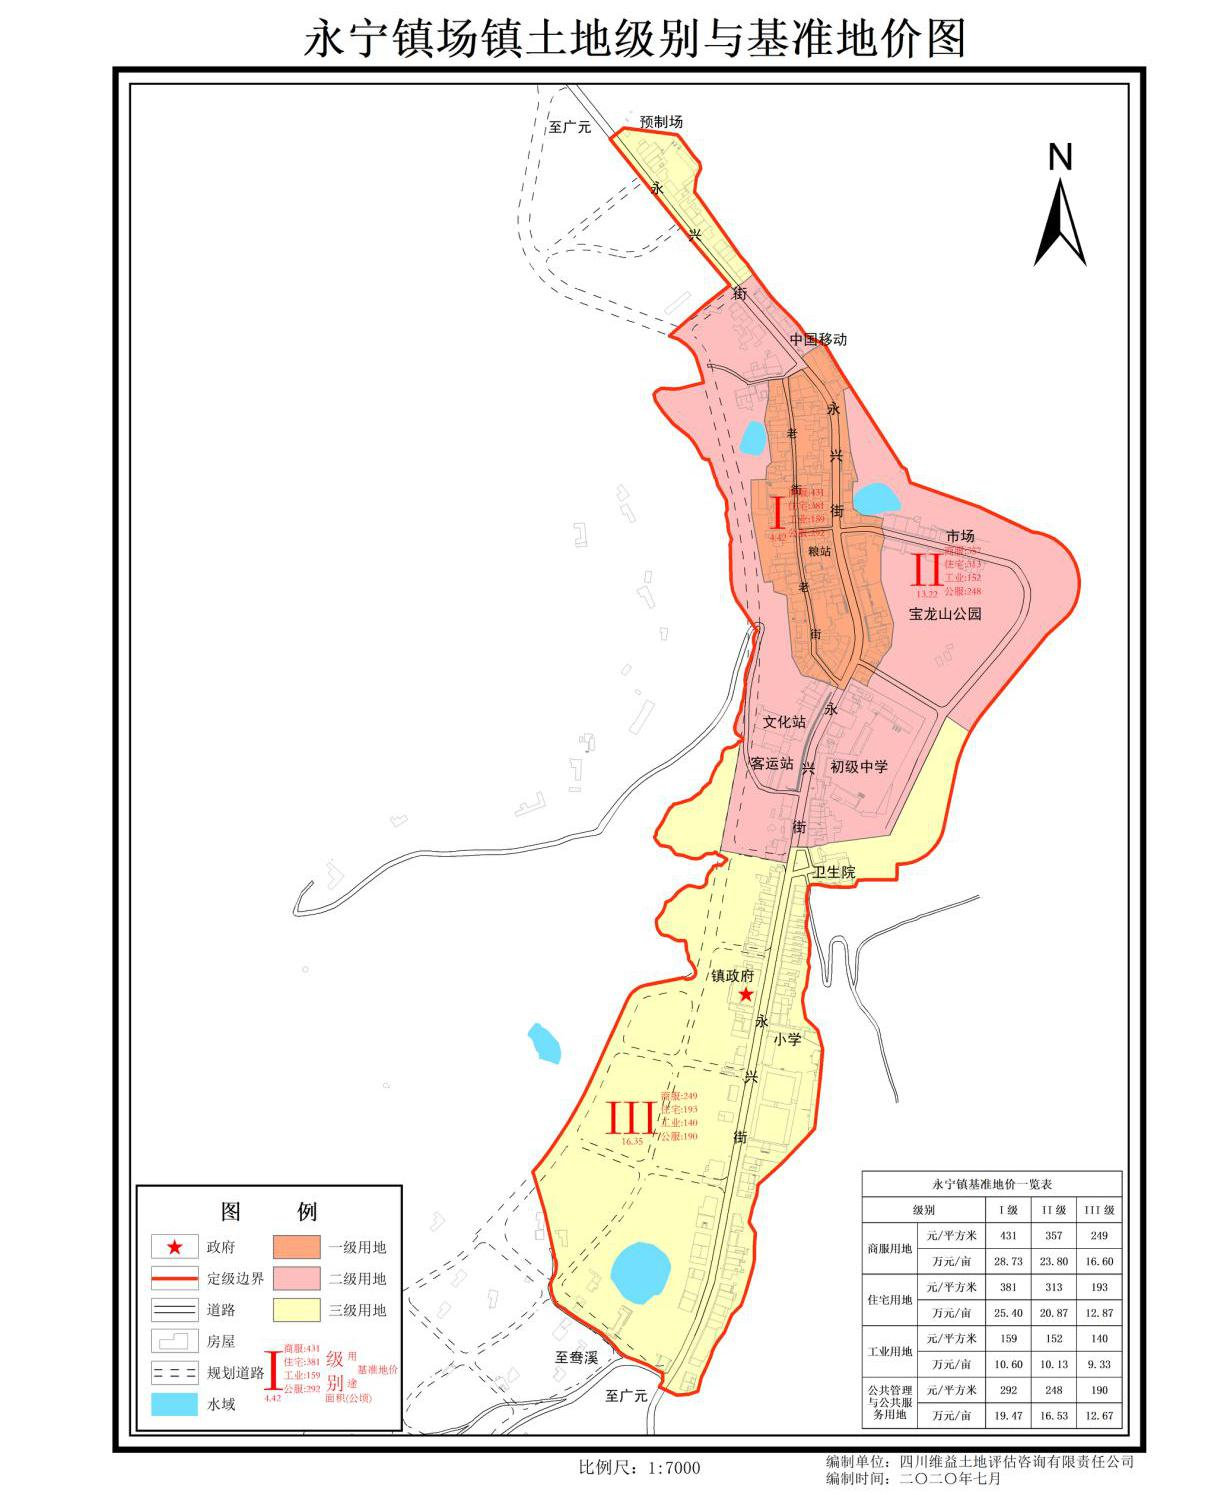 永宁镇场镇土地级别与基准地价图
至广元
预制场
N
永
兴
街
中国移动
永
老
兴
街
街
I
商服:431
住宅:381
工业:159
公服:292
4.42
市场
粮站
II
商服:357
住宅:313
工业:152
公服:248
13.22
老
宝龙山公园
街
永
文化站
客运站
兴
初级中学
街
卫生院
镇政府
永
小学
兴
III
商服:249
住宅:193
工业:140
公服:190
16.35
街
至鸯溪
至广元
图 例
政府
一级用地
定级边界
二级用地
道路
三级用地
房屋
规划道路
水域
I
商服:431
住宅:381
工业:159
公服:292
4.42
级别
用途
基准地价
面积(公顷)
永宁镇基准地价一览表
级别 I 级 II 级 III 级
商服用地 元/平方米 431 357 249
万元/亩 28.73 23.80 16.60
住宅用地 元/平方米 381 313 193
万元/亩 25.40 20.87 12.87
工业用地 元/平方米 159 152 140
万元/亩 10.60 10.13 9.33
公共管理与公共服务用地 元/平方米 292 248 190
万元/亩 19.47 16.53 12.67
比例尺：1:7000
编制单位：四川维益土地评估咨询有限责任公司
编制时间：二〇二〇年七月